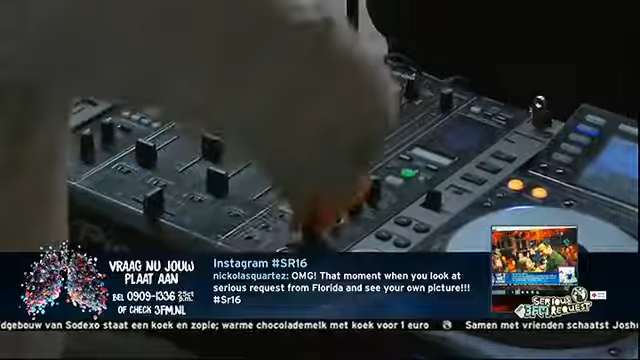 VRAAG NU JOUW
PLAAT AAN
BEL 0909-1336
OF CHECK 3FM.NL
Instagram #SR16
nickolasquartez: OMG! That moment when you look at
serious request from Florida and see your own picture!!!
#Sr16
SERIOUS
3FM REQUEST
dgebouw van Sodexo staat een koek en zopie; warme chocolademelk met koek voor 1 euro
Samen met vrienden schaatst Joshu